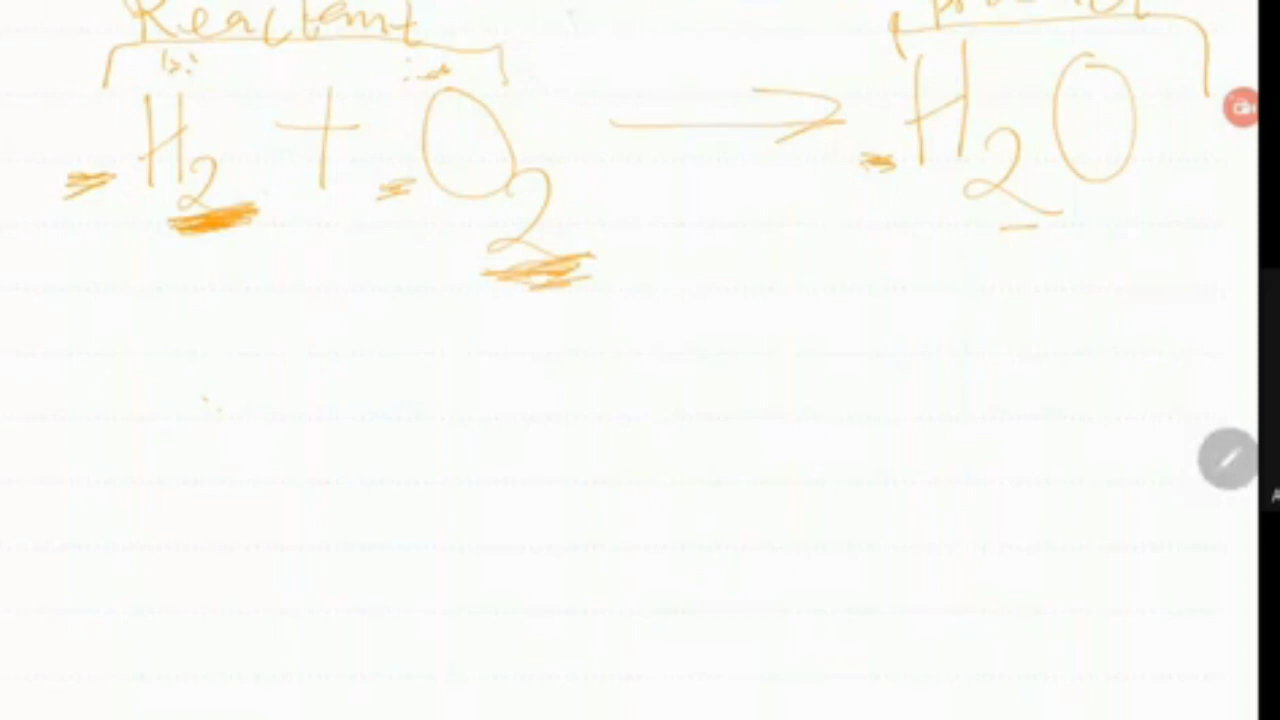 Reactant
H2 + O2 → H2O